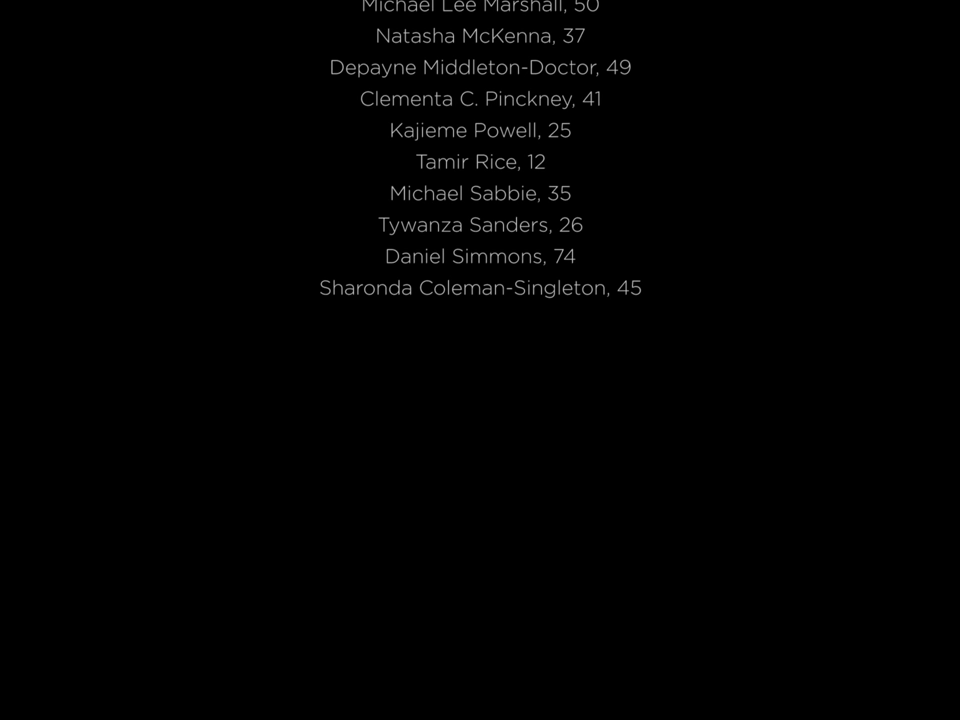 Michael Lee Marshall, 50
Natasha McKenna, 37
Depayne Middleton-Doctor, 49
Clementa C. Pinckney, 41
Kajieme Powell, 25
Tamir Rice, 12
Michael Sabbie, 35
Tywanza Sanders, 26
Daniel Simmons, 74
Sharonda Coleman-Singleton, 45